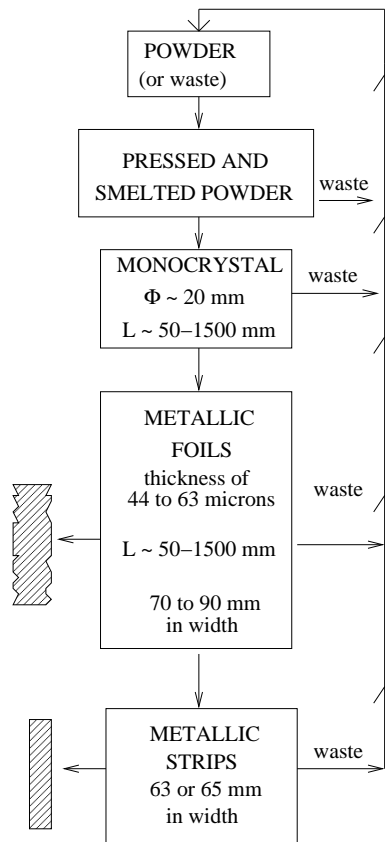 POWDER
(or waste)
PRESSED AND
SMELTED POWDER
waste
MONOCRYSTAL
Φ ~ 20 mm
L ~ 50–1500 mm
waste
METALLIC
FOILS
thickness of
44 to 63 microns
L ~ 50–1500 mm
70 to 90 mm
in width
waste
METALLIC
STRIPS
63 or 65 mm
in width
waste